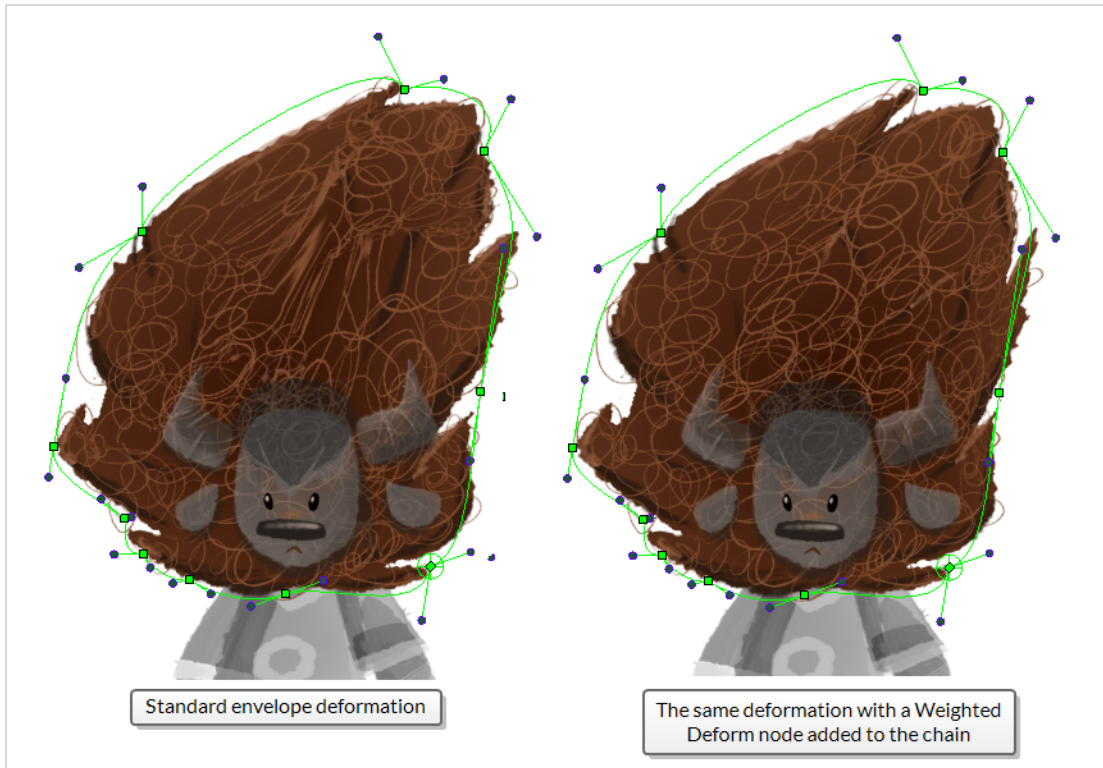 Standard envelope deformation
The same deformation with a Weighted
Deform node added to the chain